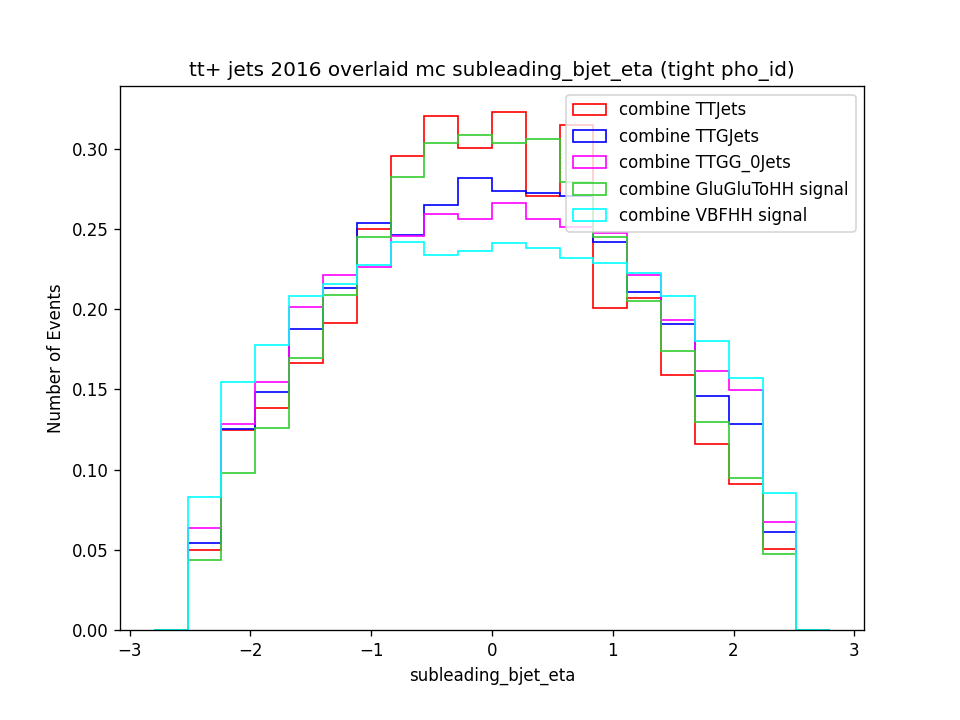 tt+ jets 2016 overlaid mc subleading_bjet_eta (tight pho_id)
combine TTJets
combine TTGJets
combine TTGG_0Jets
combine GluGluToHH signal
combine VBFHH signal
Number of Events
0.30
0.25
0.20
0.15
0.10
0.05
0.00
−3 −2 −1 0 1 2 3
subleading_bjet_eta